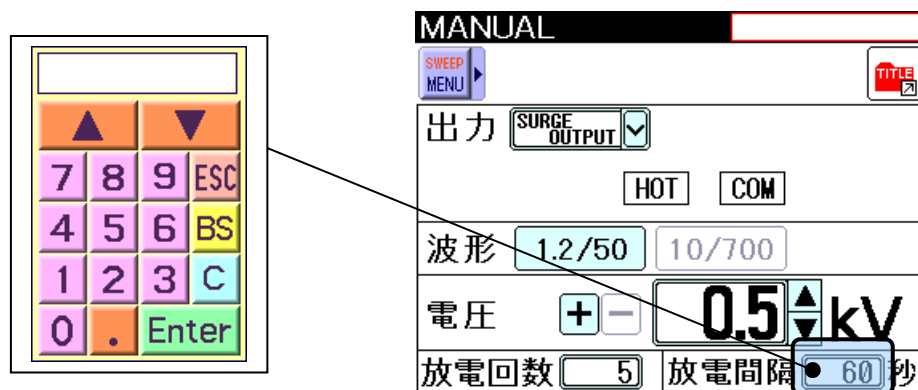 ▲ ▼
7 8 9 ESC
4 5 6 BS
1 2 3 C
0 . Enter
MANUAL
SWEEP
MENU
TITLE
出力 SURGE OUTPUT
HOT COM
波形 1.2/50 10/700
電圧 + − 0.5 ▲▼ kV
放電回数 5 放電間隔 60 秒